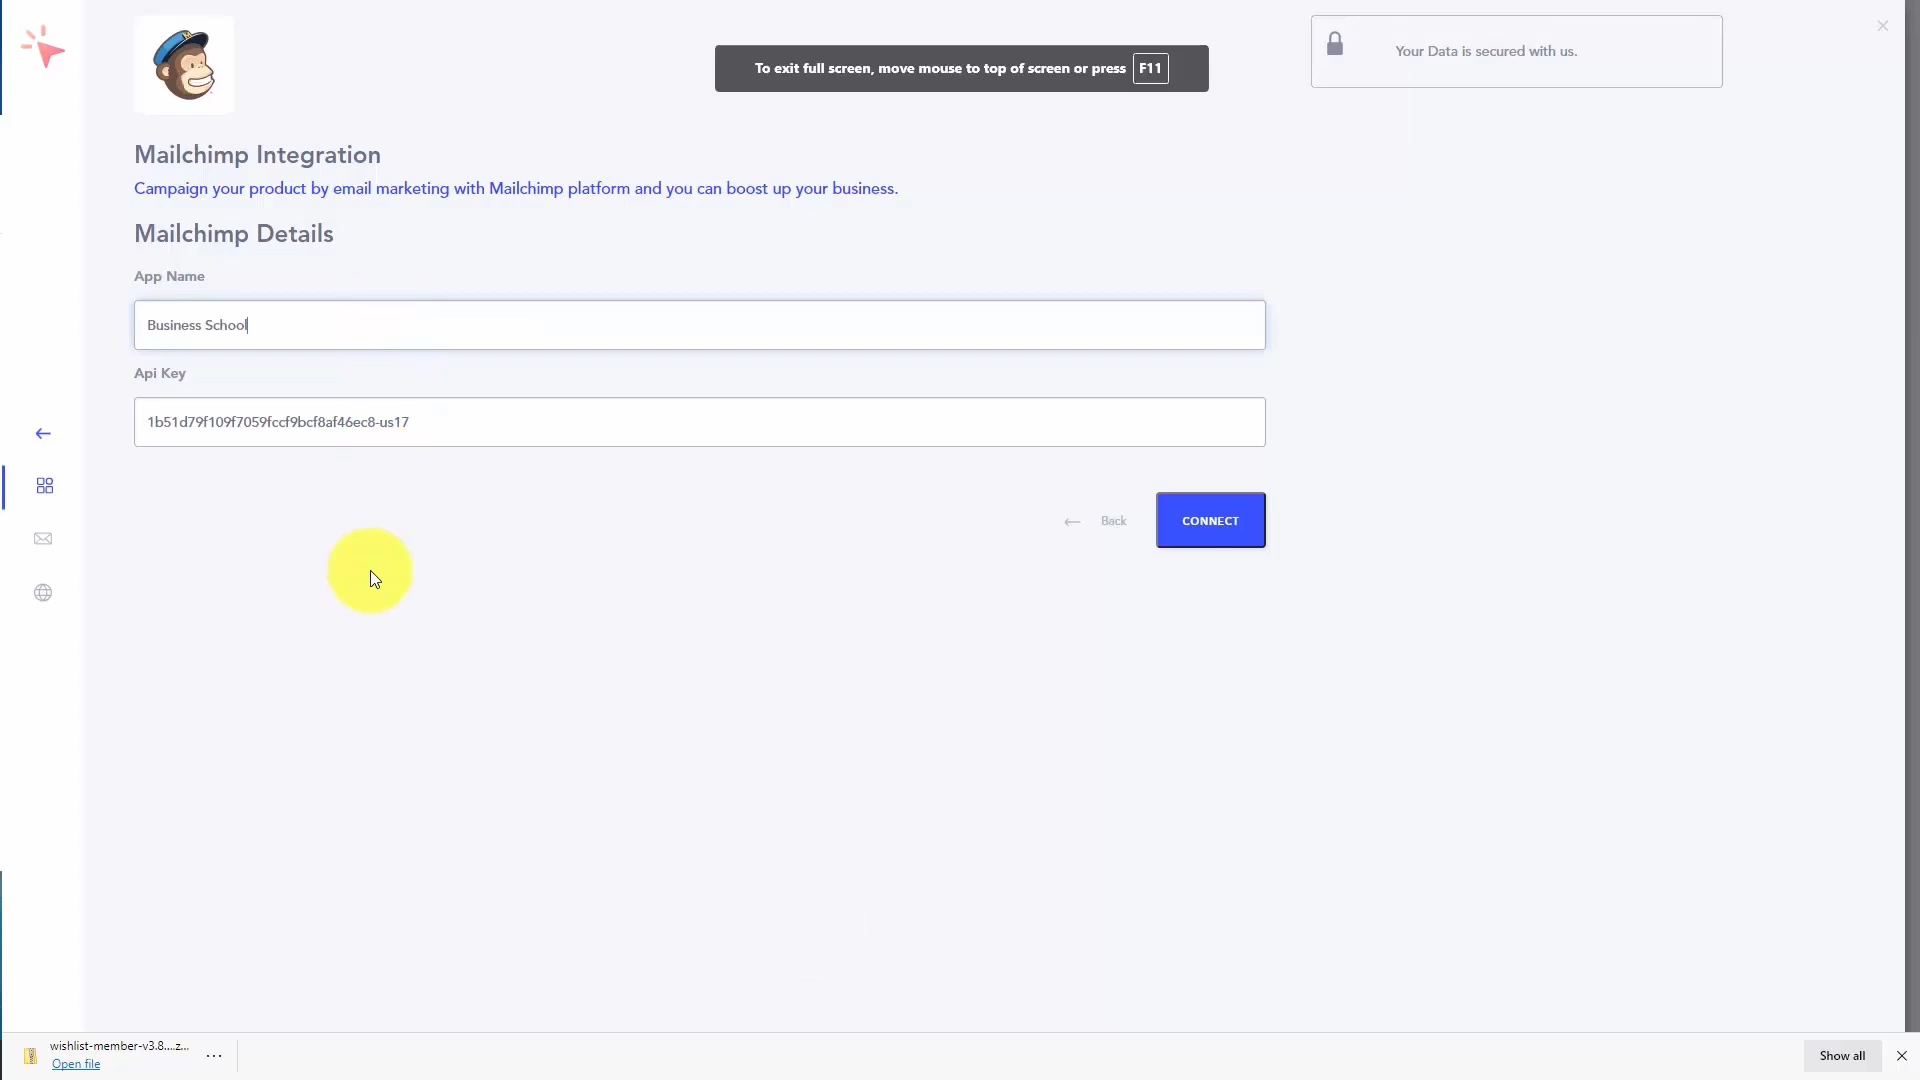 Your Data is secured with us.
To exit full screen, move mouse to top of screen or press F11
Mailchimp Integration
Campaign your product by email marketing with Mailchimp platform and you can boost up your business.
Mailchimp Details
App Name
Business School
Api Key
1b51d79f109f7059fccf9bcf8af46ec8-us17
Back
CONNECT
wishlist-member-v3.8....z...
Open file
Show all